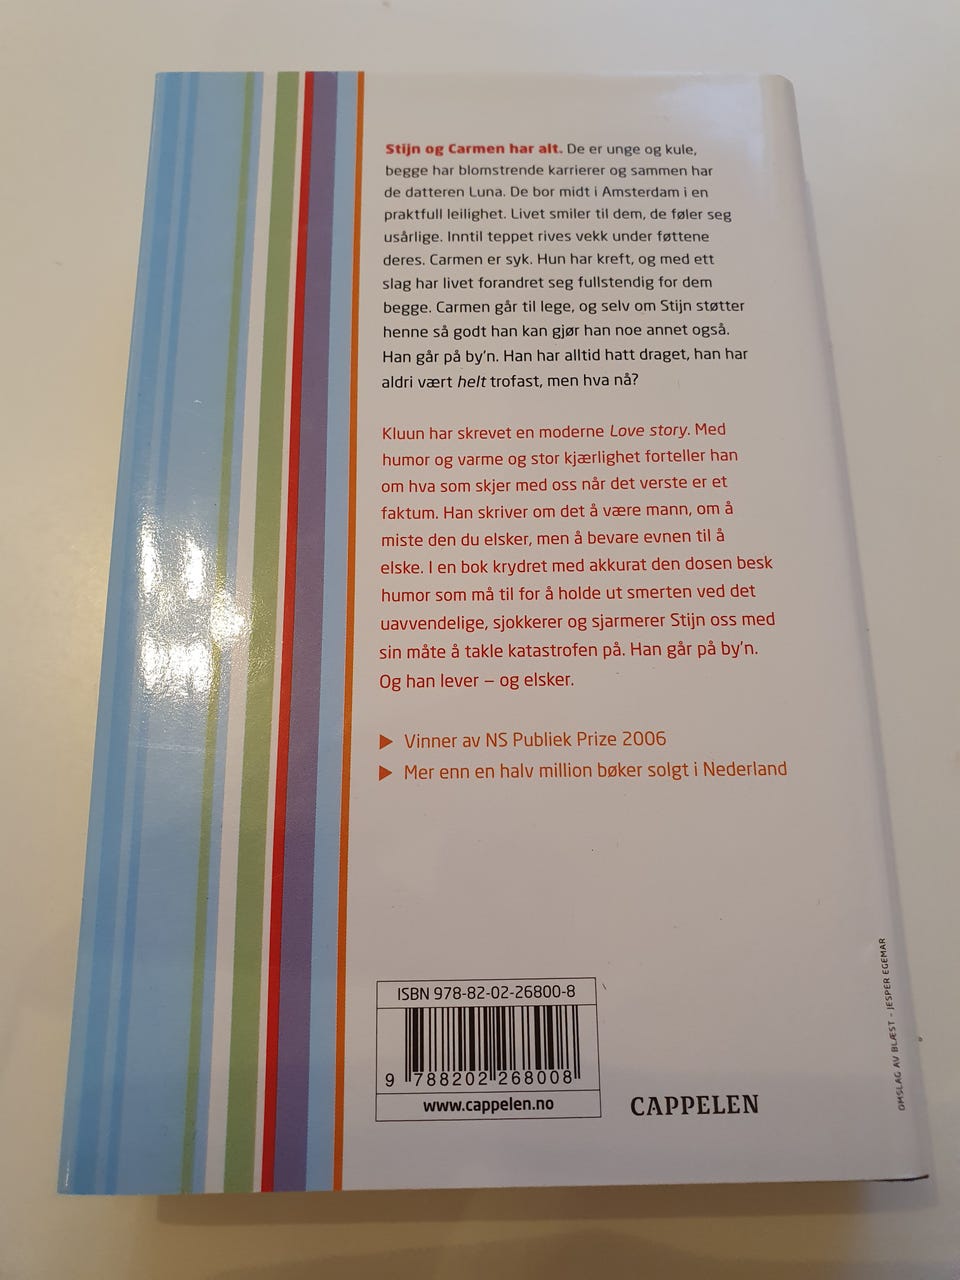 Stijn og Carmen har alt. De er unge og kule,
begge har blomstrende karrierer og sammen har
de datteren Luna. De bor midt i Amsterdam i en
praktfull leilighet. Livet smiler til dem, de føler seg
usårlige. Inntil teppet rives vekk under føttene
deres. Carmen er syk. Hun har kreft, og med ett
slag har livet forandret seg fullstendig for dem
begge. Carmen går til lege, og selv om Stijn støtter
henne så godt han kan gjør han noe annet også.
Han går på by'n. Han har alltid hatt draget, han har
aldri vært helt trofast, men hva nå?
Kluun har skrevet en moderne Love story. Med
humor og varme og stor kjærlighet forteller han
om hva som skjer med oss når det verste er et
faktum. Han skriver om det å være mann, om å
miste den du elsker, men å bevare evnen til å
elske. I en bok krydret med akkurat den dosen besk
humor som må til for å holde ut smerten ved det
uavvendelige, sjokkerer og sjarmerer Stijn oss med
sin måte å takle katastrofen på. Han går på by'n.
Og han lever – og elsker.
► Vinner av NS Publiek Prize 2006
► Mer enn en halv million bøker solgt i Nederland
ISBN 978-82-02-26800-8
9 788202 268008
www.cappelen.no
CAPPELEN
OMSLAG AV BLÆST - JESPER EGEMAR